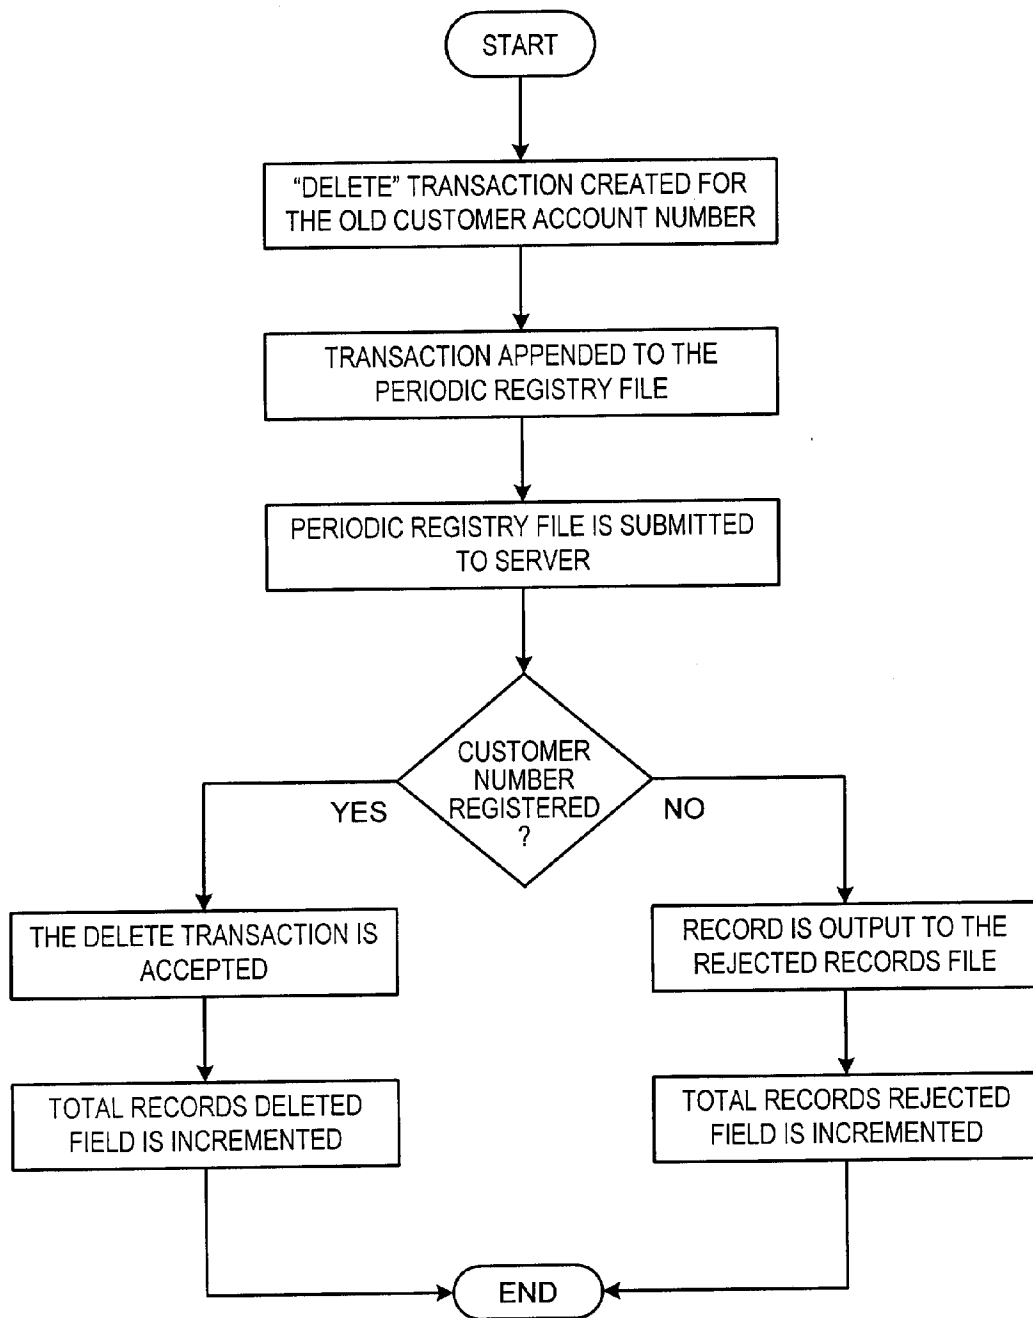 START
“DELETE” TRANSACTION CREATED FOR
THE OLD CUSTOMER ACCOUNT NUMBER
TRANSACTION APPENDED TO THE
PERIODIC REGISTRY FILE
PERIODIC REGISTRY FILE IS SUBMITTED
TO SERVER
CUSTOMER
NUMBER
REGISTERED
?
YES
NO
THE DELETE TRANSACTION IS
ACCEPTED
RECORD IS OUTPUT TO THE
REJECTED RECORDS FILE
TOTAL RECORDS DELETED
FIELD IS INCREMENTED
TOTAL RECORDS REJECTED
FIELD IS INCREMENTED
END